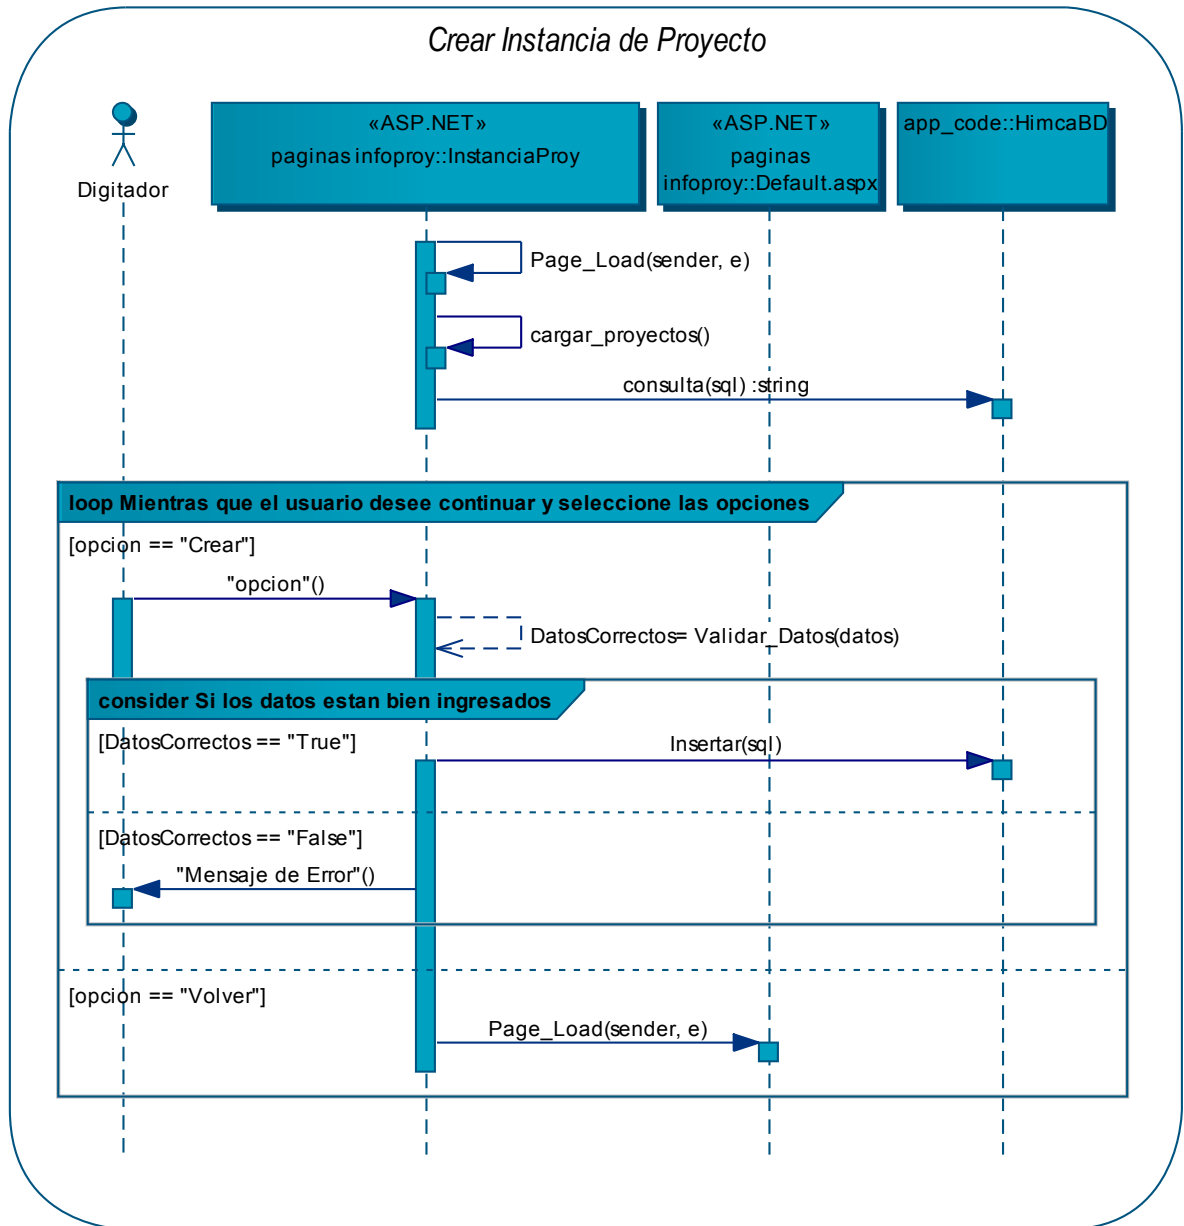 Crear Instancia de Proyecto
Digitador
«ASP.NET»
paginas infoproy::InstanciaProy
«ASP.NET»
paginas
infoproy::Default.aspx
app_code::HimcaBD
Page_Load(sender, e)
cargar_proyectos()
consulta(sql) :string
loop Mientras que el usuario desee continuar y seleccione las opciones
[opcion == "Crear"]
"opcion"()
DatosCorrectos= Validar_Datos(datos)
consider Si los datos estan bien ingresados
[DatosCorrectos == "True"]
Insertar(sql)
[DatosCorrectos == "False"]
"Mensaje de Error"()
[opcion == "Volver"]
Page_Load(sender, e)